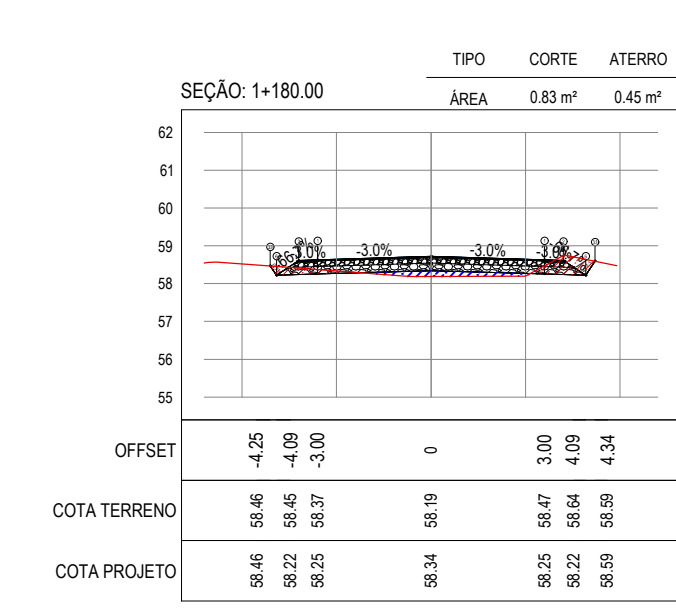 TIPO CORTE ATERRO
SEÇÃO: 1+180.00
ÁREA 0.83 m² 0.45 m²
62
61
60
59
58
57
56
55
-3.0% -3.0%
OFFSET -4.25 -4.09 -3.00 0 3.00 4.09 4.34
COTA TERRENO 58.46 58.45 58.37 58.19 58.47 58.64 58.59
COTA PROJETO 58.46 58.22 58.25 58.34 58.25 58.22 58.59